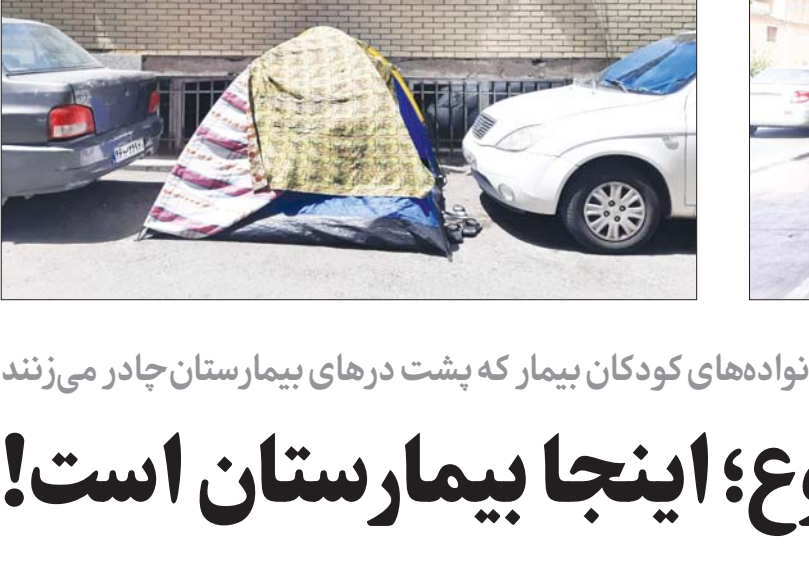 نواده‌های کودکان بیمار که پشت درهای بیمارستان چادر می‌زنند
وع؛ اینجا بیمارستان است!